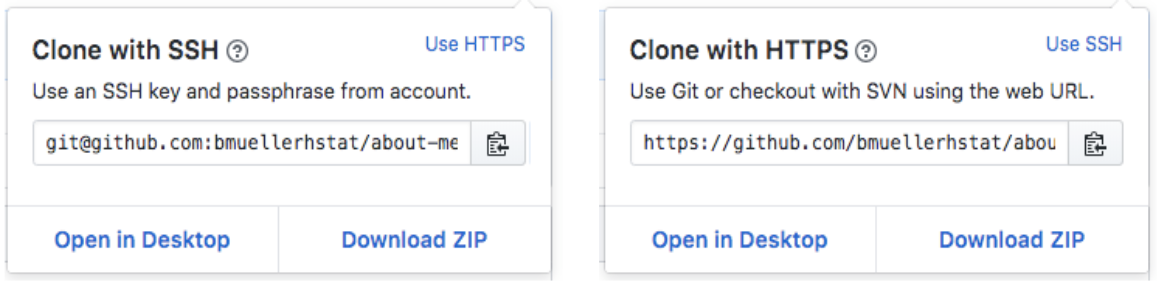 Clone with SSH ?
Use HTTPS
Use an SSH key and passphrase from account.
git@github.com:bmuellerhstat/about-me
Open in Desktop
Download ZIP
Clone with HTTPS ?
Use SSH
Use Git or checkout with SVN using the web URL.
https://github.com/bmuellerhstat/abou
Open in Desktop
Download ZIP